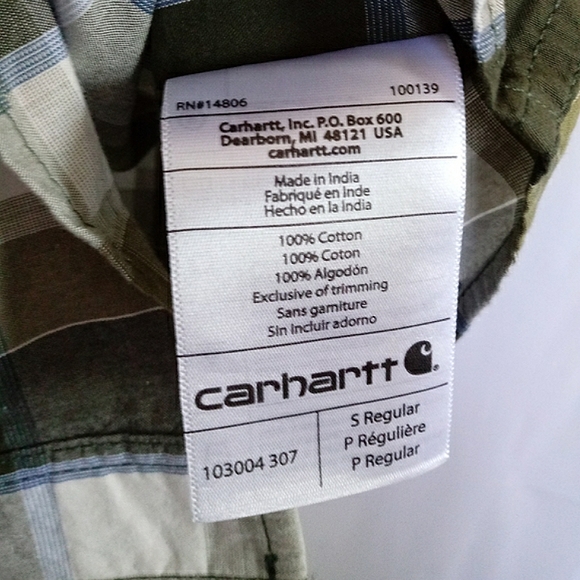 RN#14806 100139
Carhartt, Inc. P.O. Box 600
Dearborn, MI 48121 USA
carhartt.com
Made in India
Fabriqué en Inde
Hecho en la India
100% Cotton
100% Coton
100% Algodón
Exclusive of trimming
Sans garniture
Sin incluir adorno
carhartt
103004 307
S Regular
P Régulière
P Regular